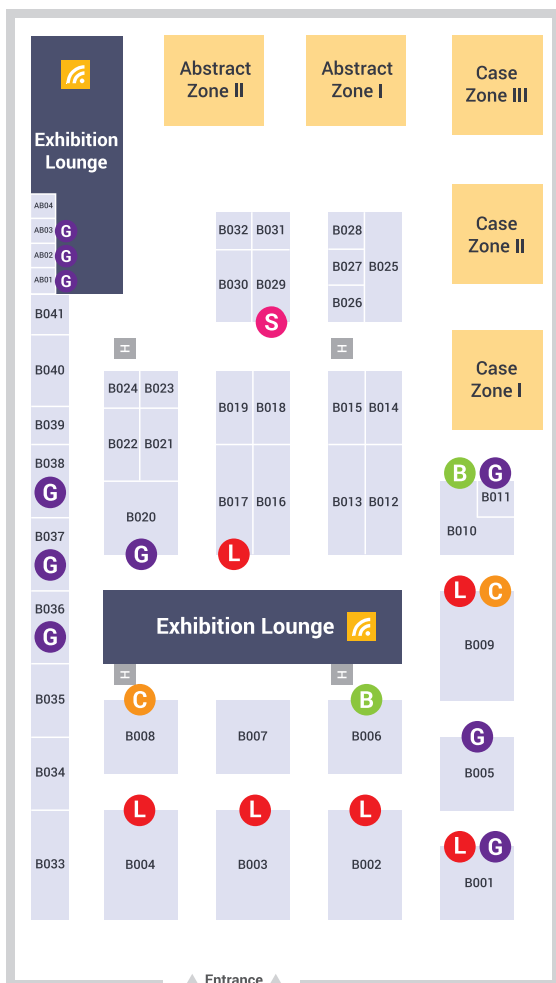 Abstract
Zone II
Abstract
Zone I
Case
Zone III
Exhibition
Lounge
AB04
AB03
G
AB02
G
AB01
G
B032
B031
B028
B027
B025
B026
B030
B029
S
Case
Zone II
B041
H
H
B040
Case
Zone I
B024
B023
B022
B021
B019
B018
B015
B014
B039
B038
G
B020
G
B017
B016
L
B013
B012
B
G
B011
B010
B037
G
B036
G
Exhibition Lounge
L
C
B009
H
H
B035
C
B008
B007
B
B006
G
B005
B034
L
B004
L
B003
L
B002
L
G
B001
B033
Entrance